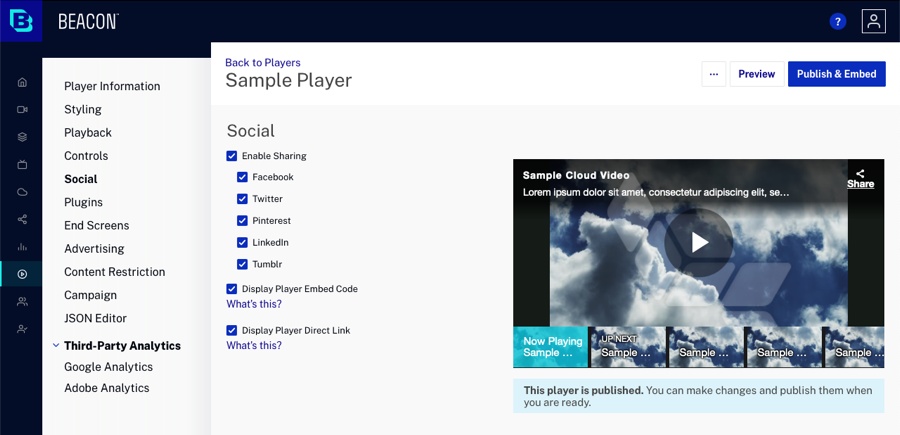 BEACON
?
Back to Players
Sample Player
...
Preview
Publish & Embed
Player Information
Styling
Playback
Controls
Social
Plugins
End Screens
Advertising
Content Restriction
Campaign
JSON Editor
Third-Party Analytics
Google Analytics
Adobe Analytics
Social
Enable Sharing
Facebook
Twitter
Pinterest
LinkedIn
Tumblr
Display Player Embed Code
What's this?
Display Player Direct Link
What's this?
Sample Cloud Video
Share
Lorem ipsum dolor sit amet, consectetur adipiscing elit, se...
Now Playing
Sample ...
UP NEXT
Sample ...
Sample ...
Sample ...
Sample ...
This player is published. You can make changes and publish them when
you are ready.